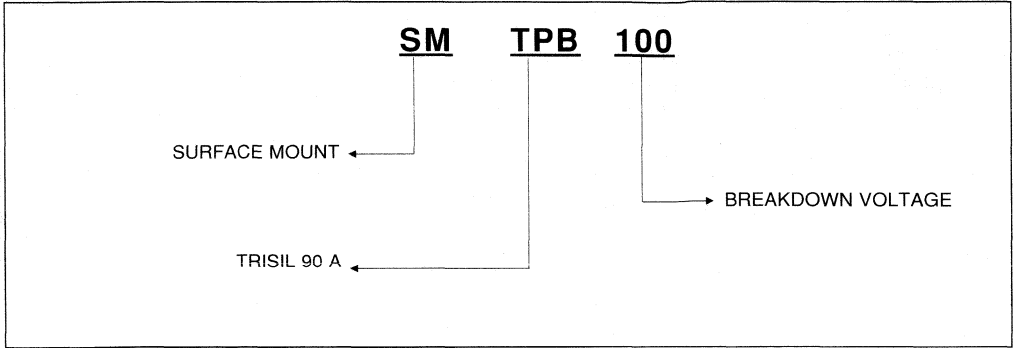 SM TPB 100
SURFACE MOUNT
BREAKDOWN VOLTAGE
TRISIL 90 A